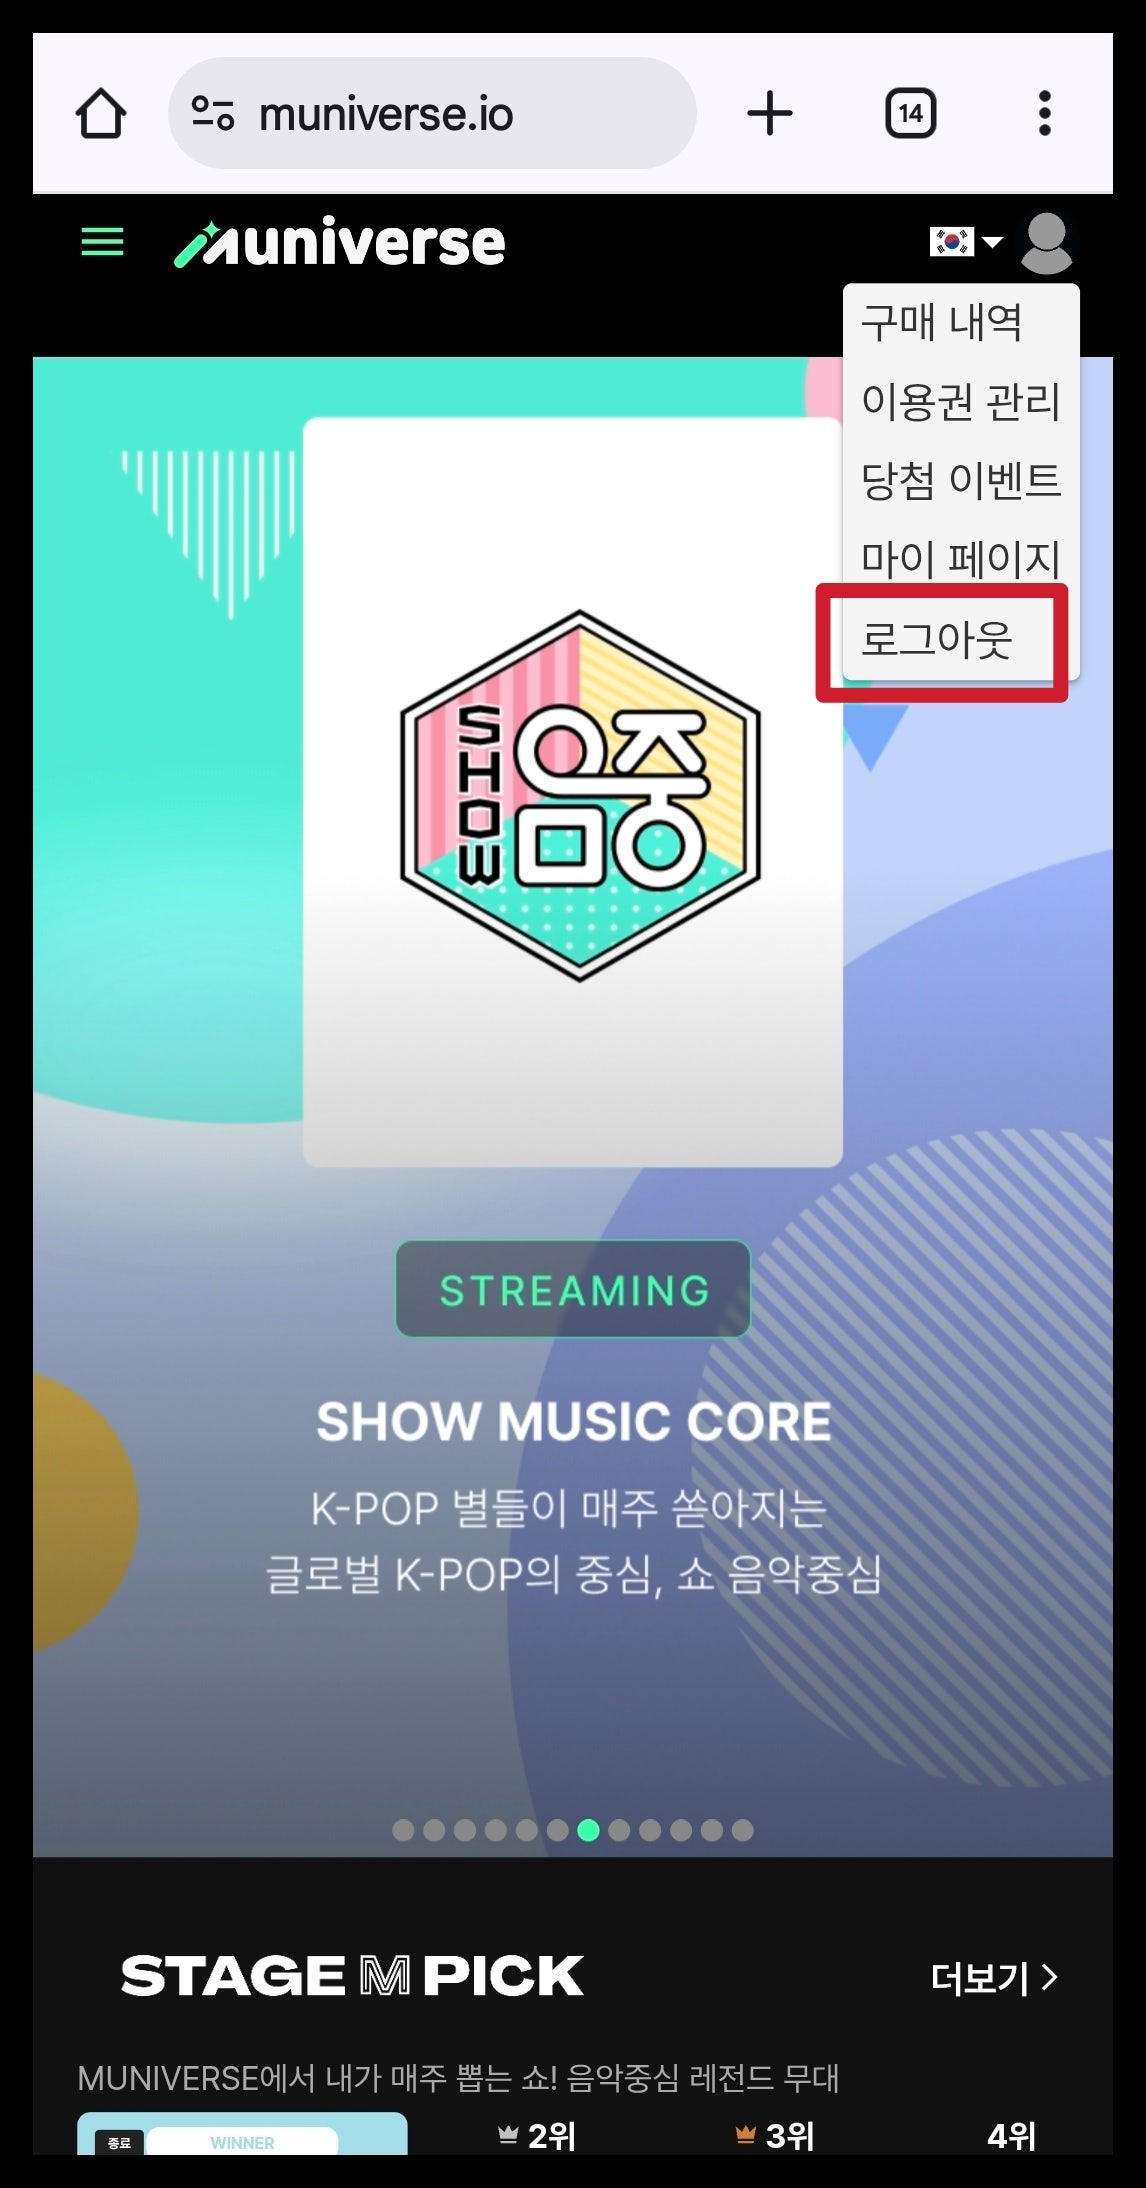 muniverse.io
14
muniverse
구매 내역
이용권 관리
당첨 이벤트
마이 페이지
로그아웃
SHOW
음중
STREAMING
SHOW MUSIC CORE
K-POP 별들이 매주 쏟아지는
글로벌 K-POP의 중심, 쇼 음악중심
STAGE M PICK
더보기
MUNIVERSE에서 내가 매주 뽑는 쇼! 음악중심 레전드 무대
종료
WINNER
2위
3위
4위